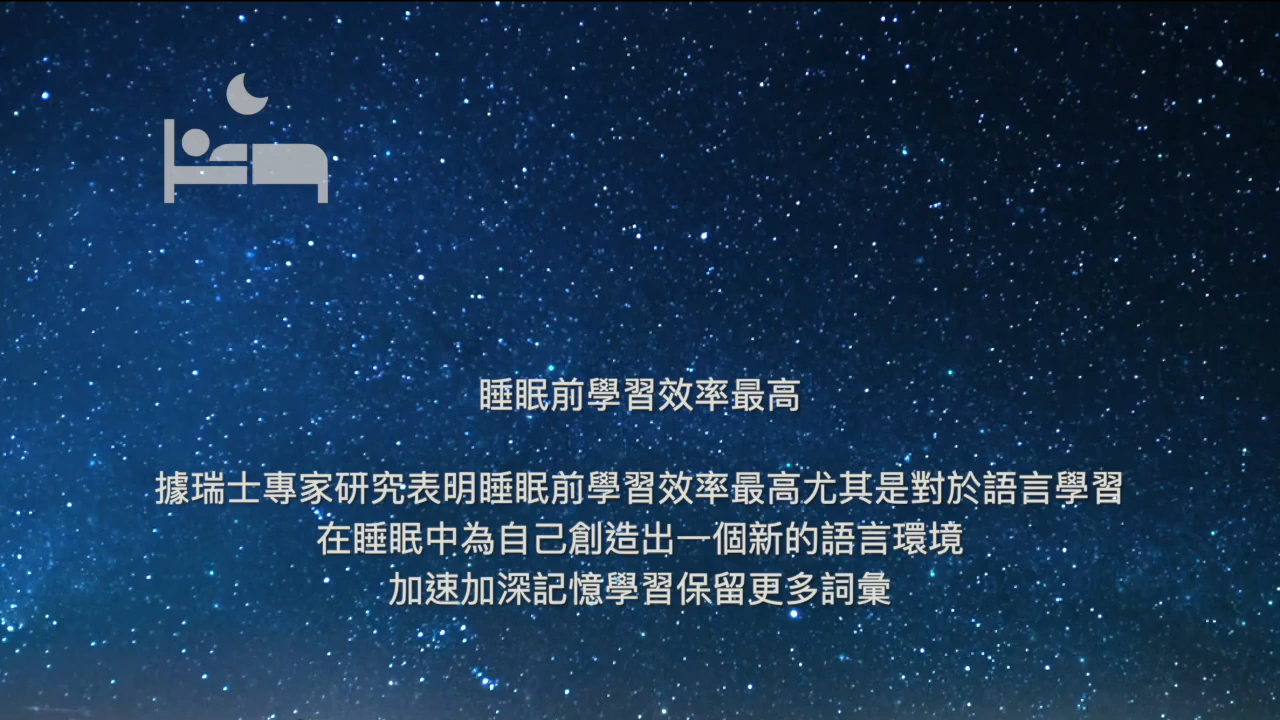 睡眠前學習效率最高
據瑞士專家研究表明睡眠前學習效率最高尤其是對於語言學習
在睡眠中為自己創造出一個新的語言環境
加速加深記憶學習保留更多詞彙